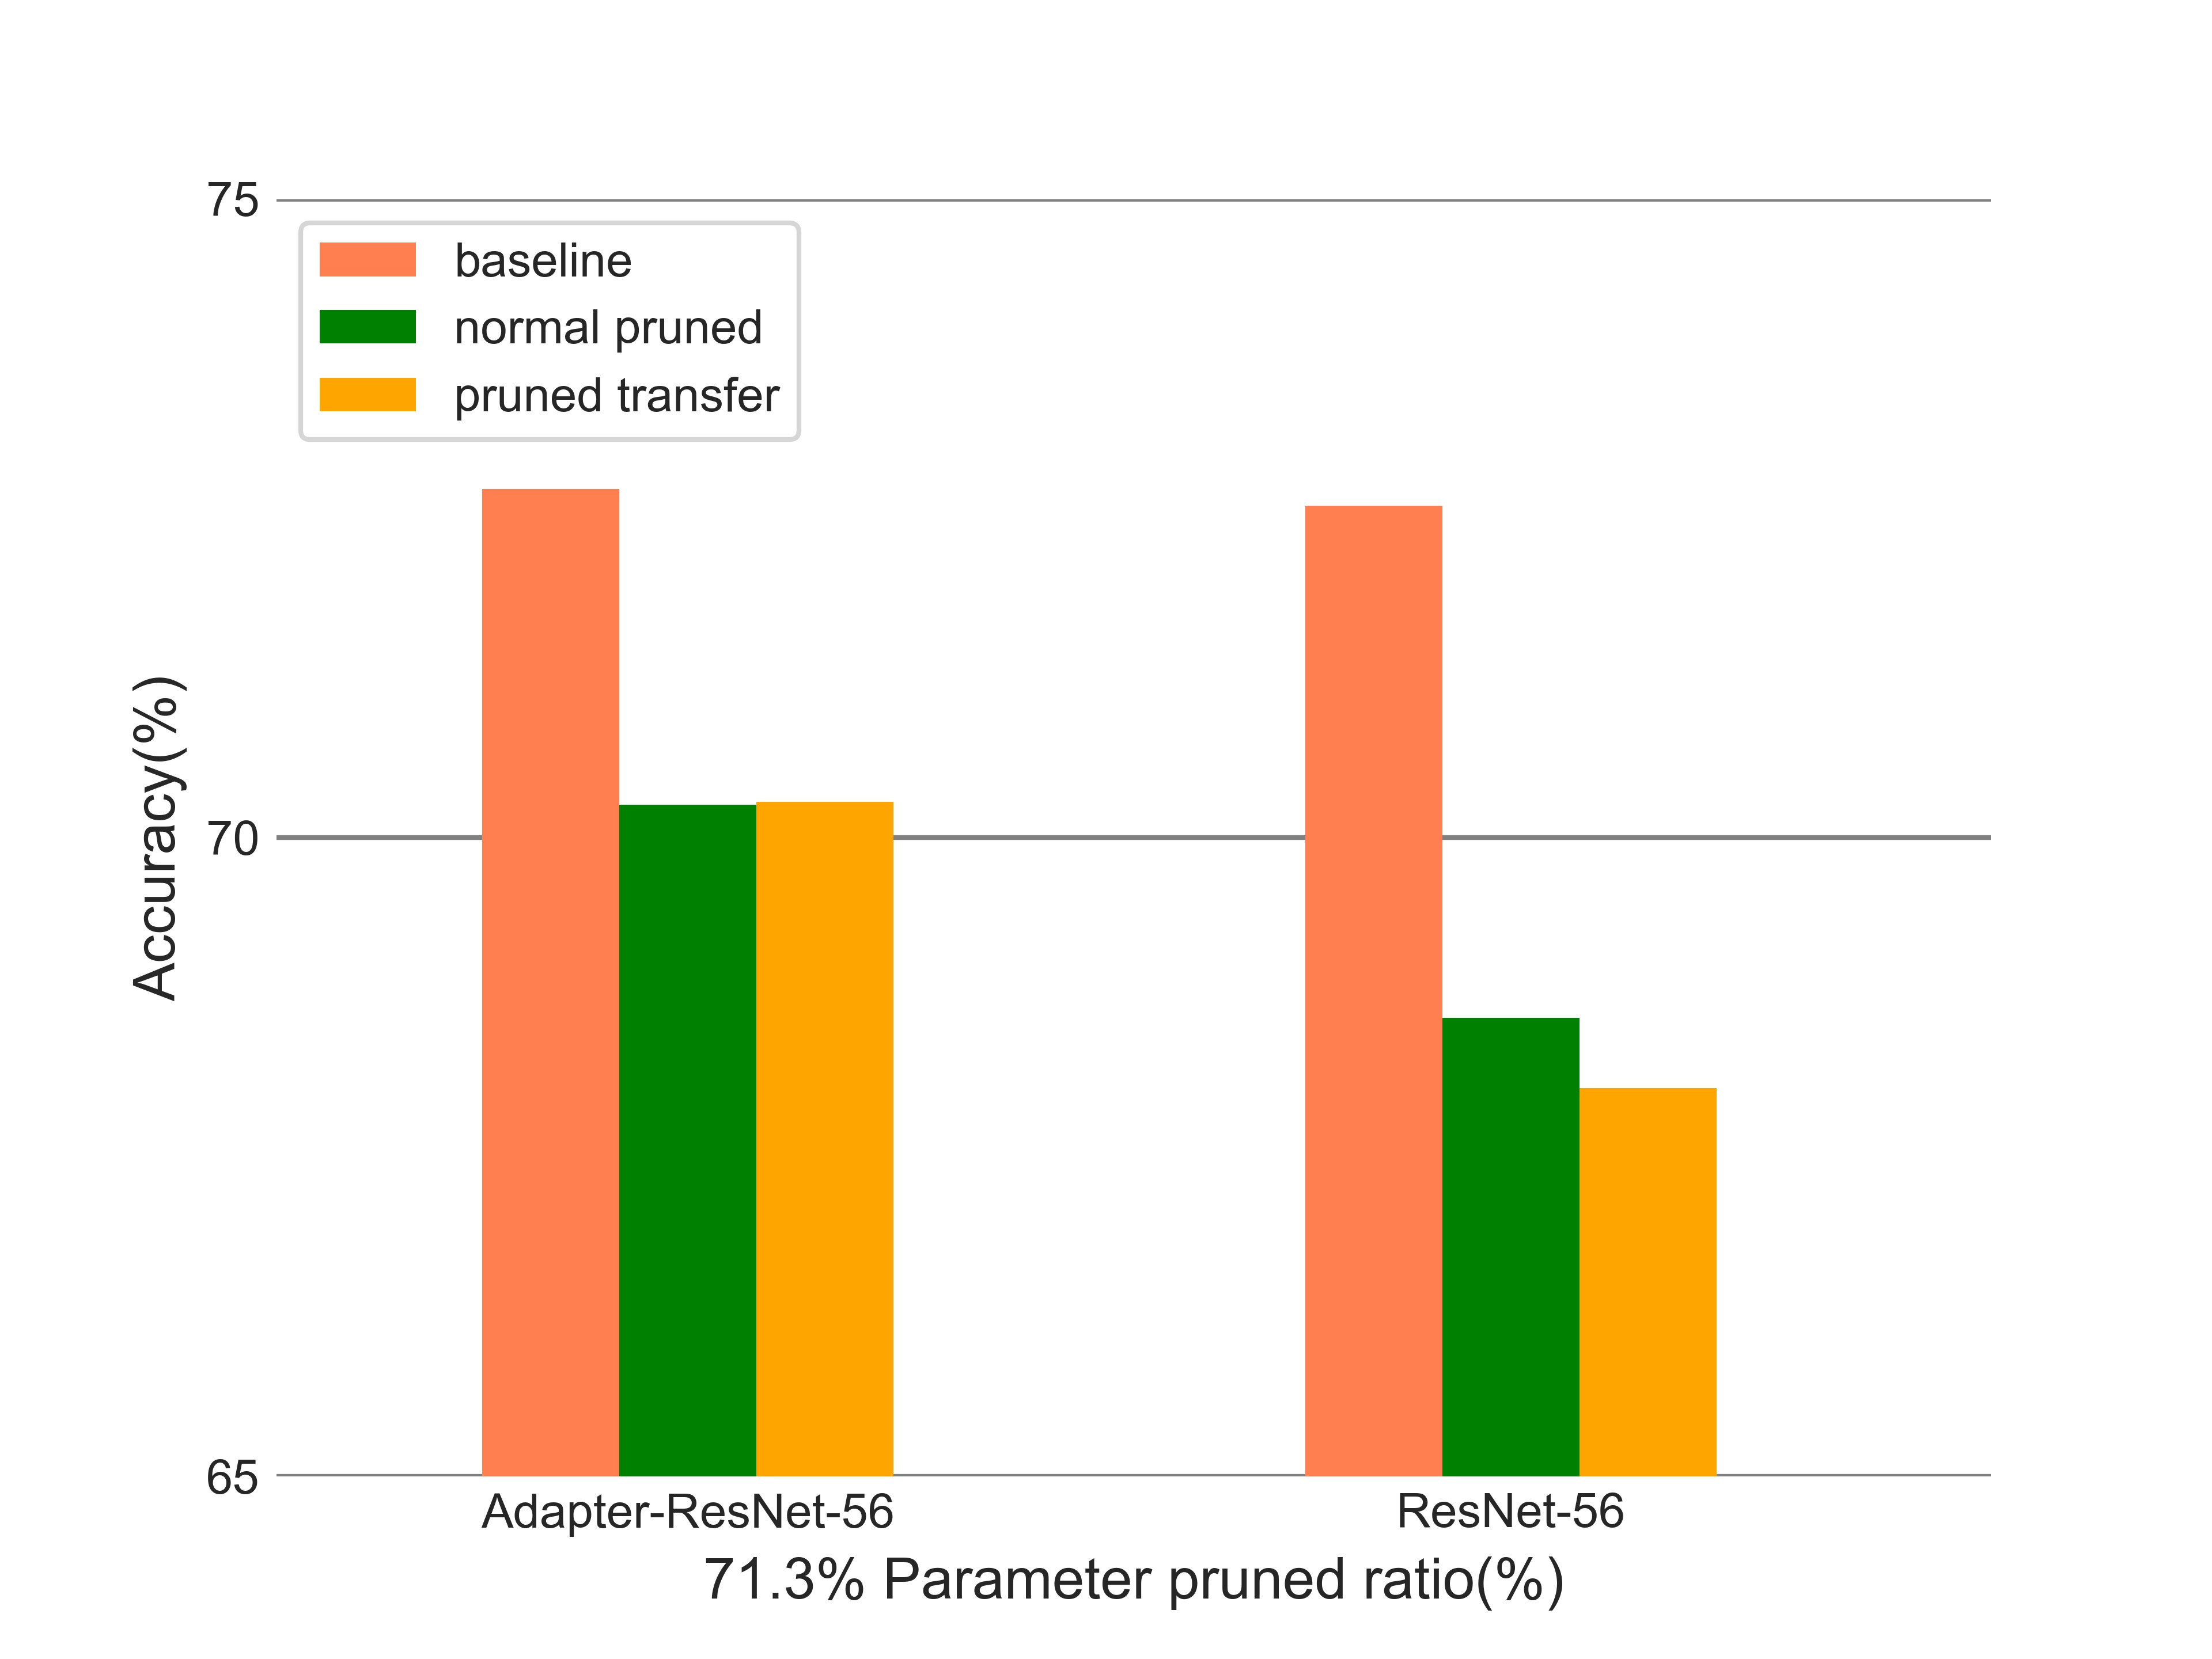 75
baseline
normal pruned
pruned transfer
70
Accuracy(%)
65
Adapter-ResNet-56
ResNet-56
71.3% Parameter pruned ratio(%)